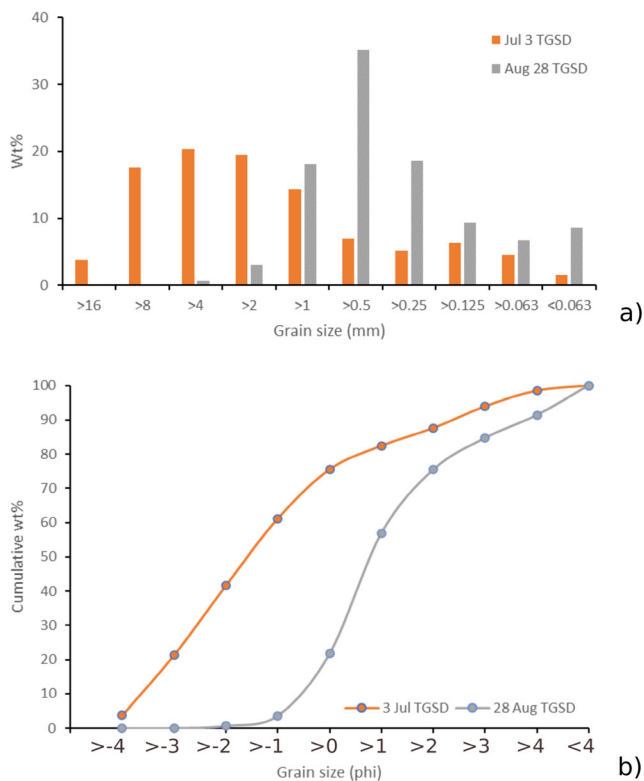 40
Jul 3 TGSD
Aug 28 TGSD
30
20
10
0
Wt%
>16 >8 >4 >2 >1 >0.5 >0.25 >0.125 >0.063 <0.063
Grain size (mm)
a)
100
90
80
70
60
50
40
30
20
10
0
Cumulative wt%
3 Jul TGSD 28 Aug TGSD
>-4 >-3 >-2 >-1 >0 >1 >2 >3 >4 <4
Grain size (phi)
b)